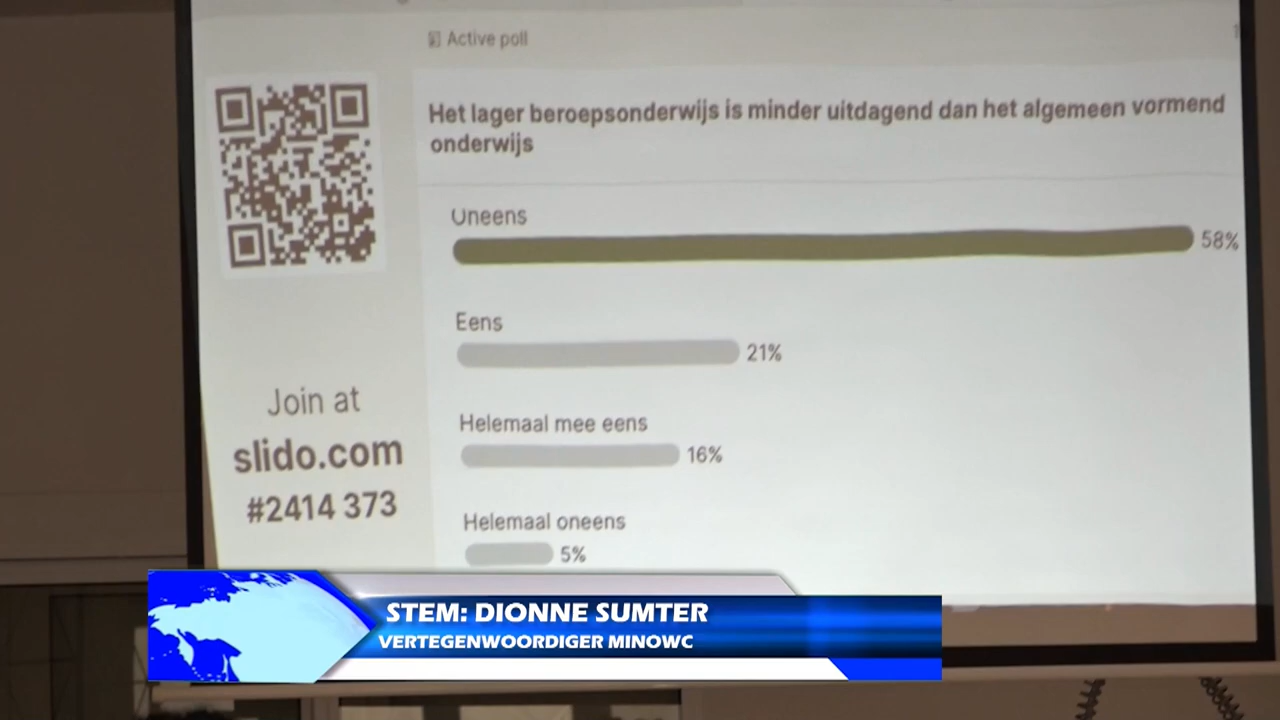 Active poll
Het lager beroepsonderwijs is minder uitdagend dan het algemeen vormend
onderwijs
Oneens
58%
Eens
21%
Helemaal mee eens
16%
Helemaal oneens
5%
Join at
slido.com
#2414 373
STEM: DIONNE SUMTER
VERTEGENWOORDIGER MINOWC